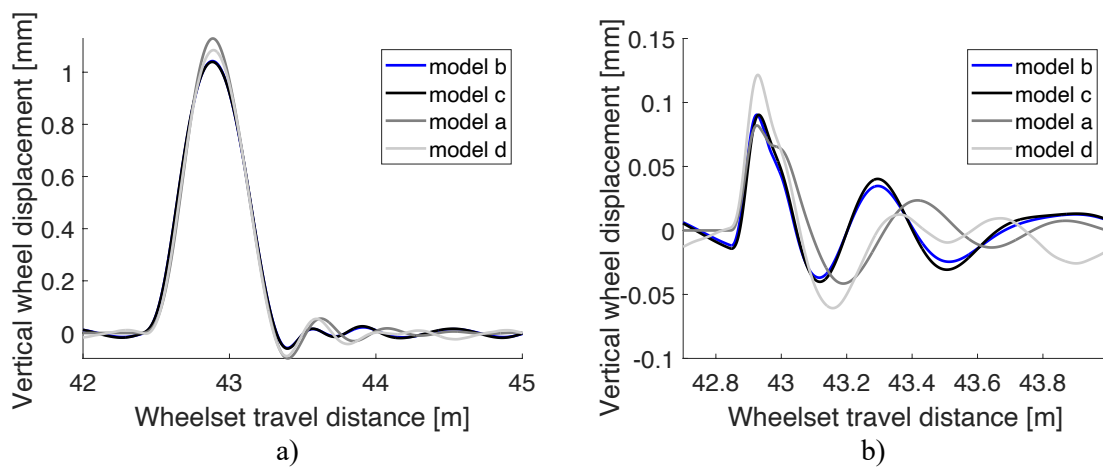 Vertical wheel displacement [mm]
1
0.8
0.6
0.4
0.2
0
42
43
44
45
Wheelset travel distance [m]
model b
model c
model a
model d
a)
Vertical wheel displacement [mm]
0.15
0.1
0.05
0
-0.05
-0.1
42.8
43
43.2
43.4
43.6
43.8
Wheelset travel distance [m]
model b
model c
model a
model d
b)